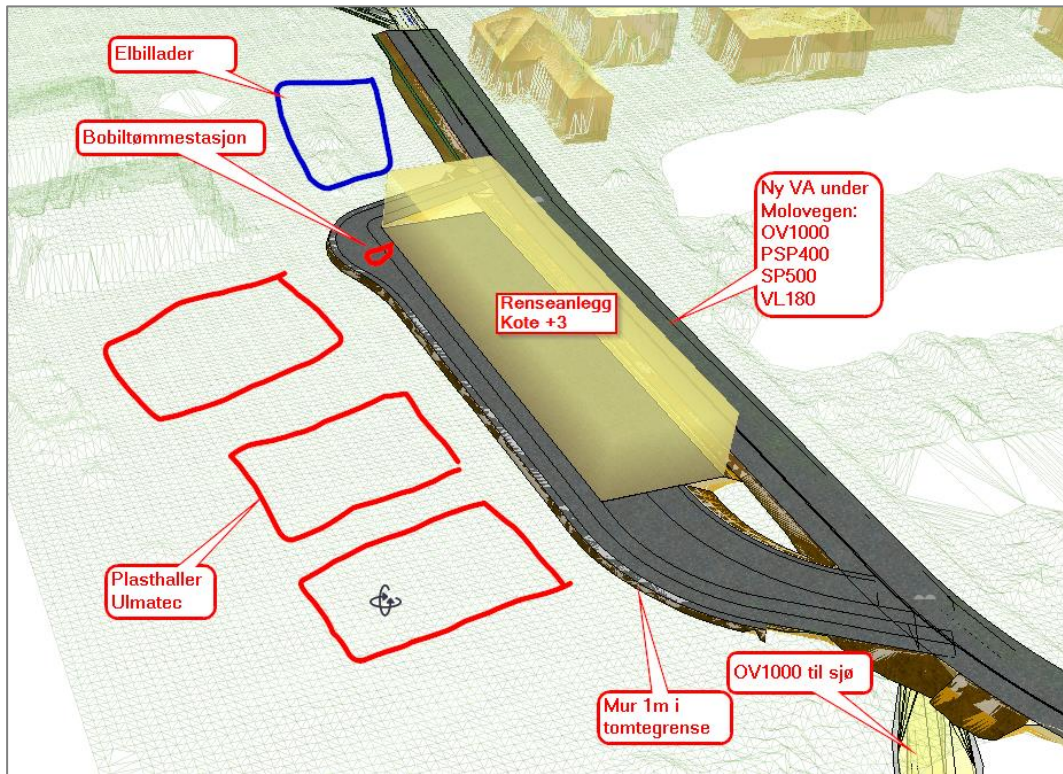 Elbillader
Bobiltømmestasjon
Ny VA under
Molovegen:
OV1000
PSP400
SP500
VL180
Renseanlegg
Kote +3
Plasthaller
Ulmatec
OV1000 til sjø
Mur 1m i
tomtegrense